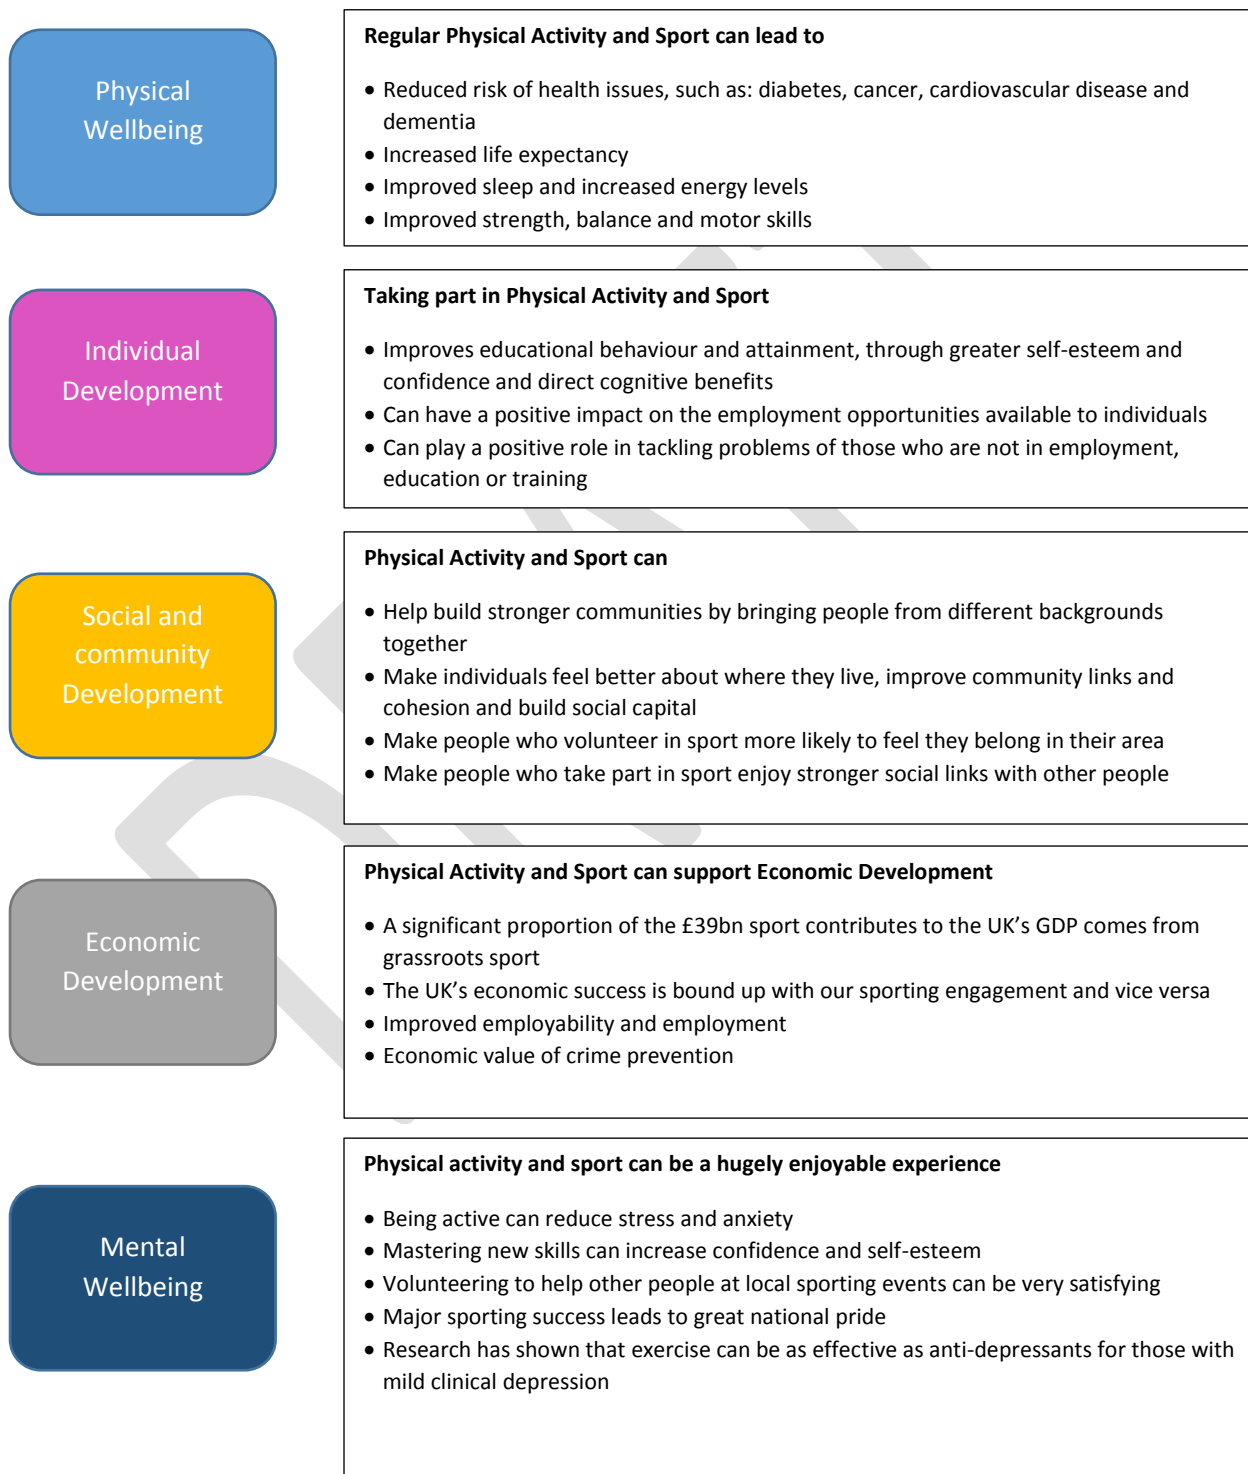 Physical
Wellbeing
Regular Physical Activity and Sport can lead to
• Reduced risk of health issues, such as: diabetes, cancer, cardiovascular disease and
dementia
• Increased life expectancy
• Improved sleep and increased energy levels
• Improved strength, balance and motor skills
Individual
Development
Taking part in Physical Activity and Sport
• Improves educational behaviour and attainment, through greater self-esteem and
confidence and direct cognitive benefits
• Can have a positive impact on the employment opportunities available to individuals
• Can play a positive role in tackling problems of those who are not in employment,
education or training
Social and
community
Development
Physical Activity and Sport can
• Help build stronger communities by bringing people from different backgrounds
together
• Make individuals feel better about where they live, improve community links and
cohesion and build social capital
• Make people who volunteer in sport more likely to feel they belong in their area
• Make people who take part in sport enjoy stronger social links with other people
Economic
Development
Physical Activity and Sport can support Economic Development
• A significant proportion of the £39bn sport contributes to the UK’s GDP comes from
grassroots sport
• The UK’s economic success is bound up with our sporting engagement and vice versa
• Improved employability and employment
• Economic value of crime prevention
Mental
Wellbeing
Physical activity and sport can be a hugely enjoyable experience
• Being active can reduce stress and anxiety
• Mastering new skills can increase confidence and self-esteem
• Volunteering to help other people at local sporting events can be very satisfying
• Major sporting success leads to great national pride
• Research has shown that exercise can be as effective as anti-depressants for those with
mild clinical depression